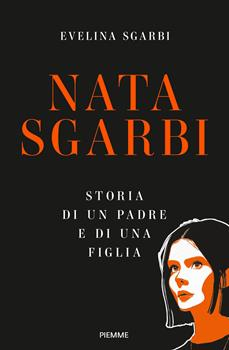 EVELINA SGARBI
NATA
SGARBI
STORIA
DI UN PADRE
E DI UNA
FIGLIA
PIEMME